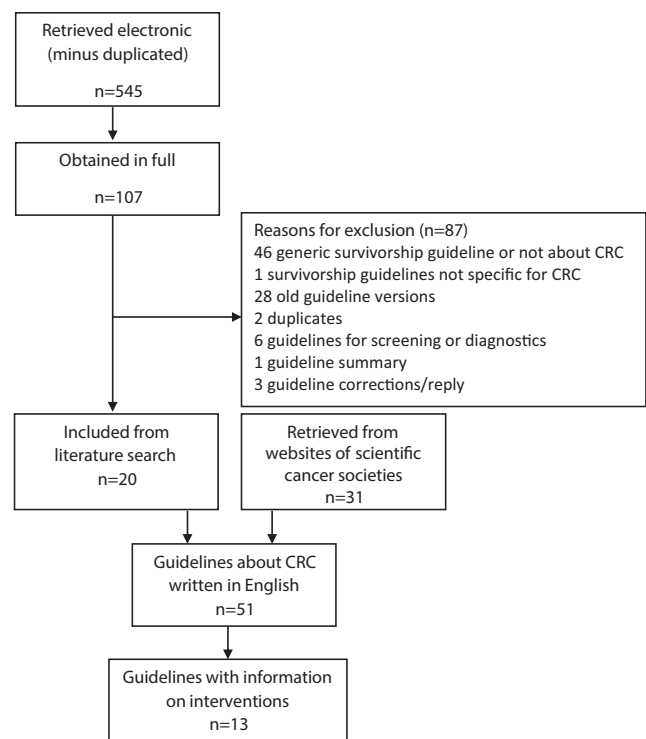 Retrieved electronic
(minus duplicated)
n=545
Obtained in full
n=107
Reasons for exclusion (n=87)
46 generic survivorship guideline or not about CRC
1 survivorship guidelines not specific for CRC
28 old guideline versions
2 duplicates
6 guidelines for screening or diagnostics
1 guideline summary
3 guideline corrections/reply
Included from
literature search
n=20
Retrieved from
websites of scientific
cancer societies
n=31
Guidelines about CRC
written in English
n=51
Guidelines with information
on interventions
n=13